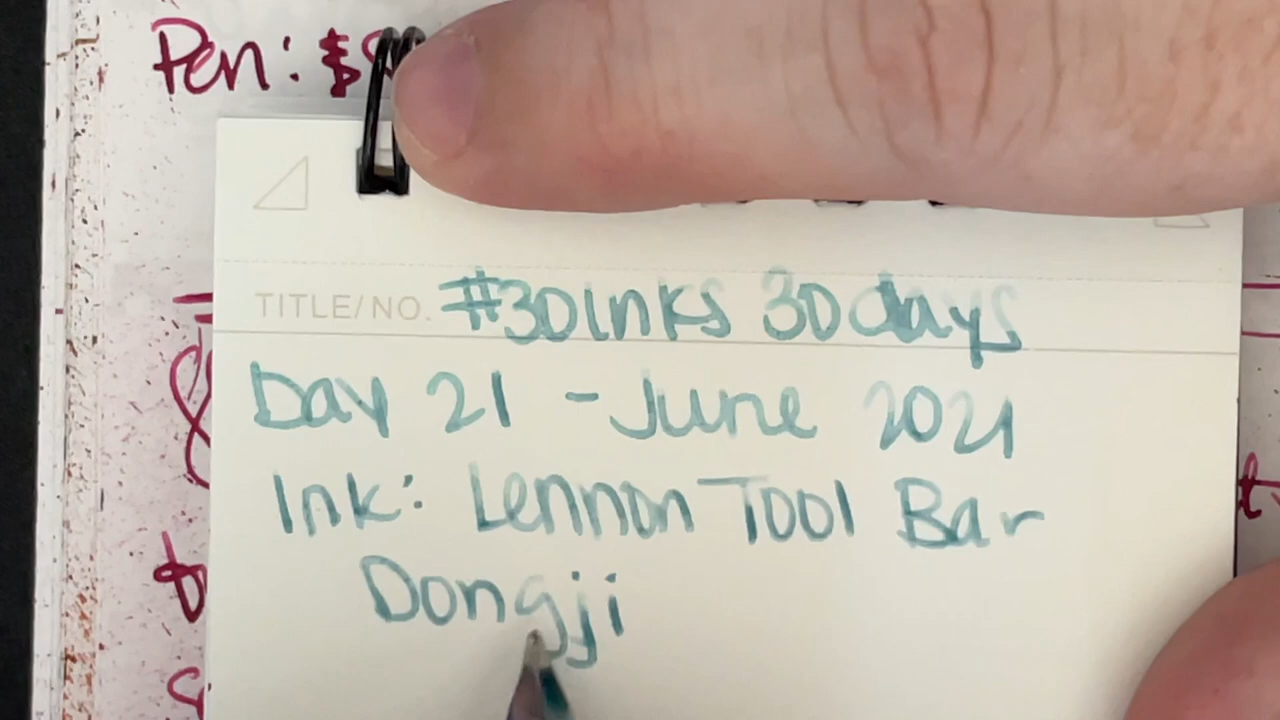 Pen: $
TITLE/NO. #30inks 30days
Day 21 - June 2021
Ink: Lennon Tool Bar
Dongji